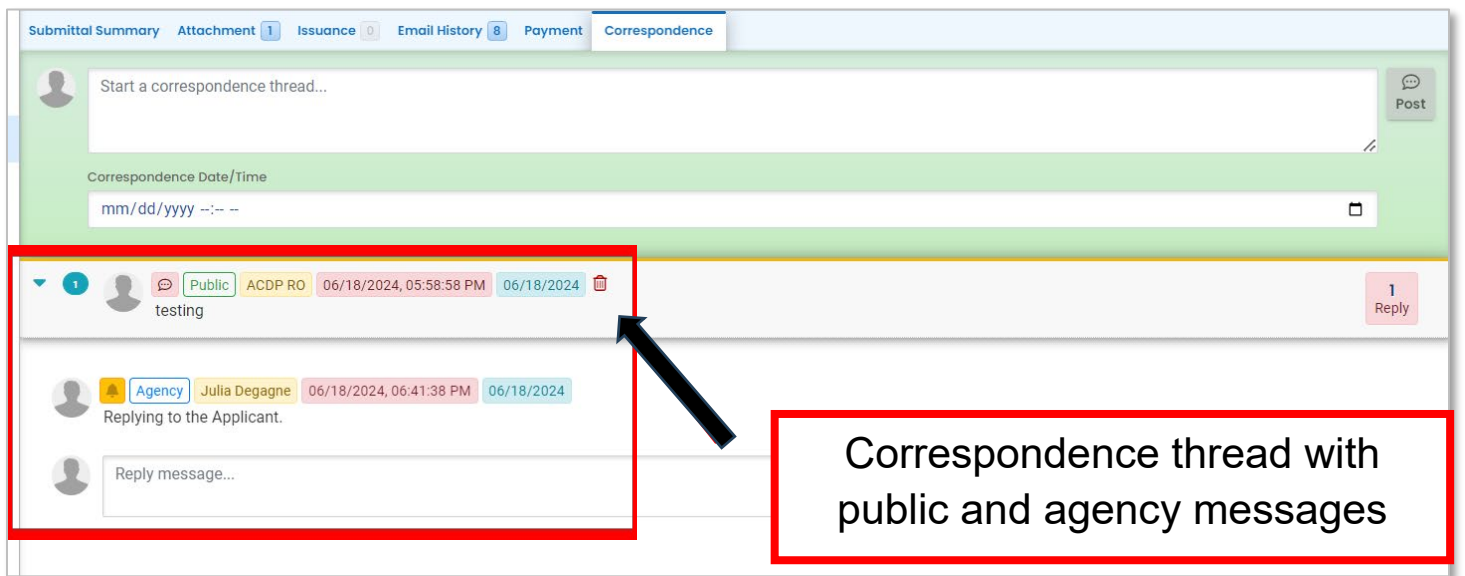 Submittal Summary Attachment 1 Issuance 0 Email History 8 Payment Correspondence
Start a correspondence thread...
Post
Correspondence Date/Time
mm/dd/yyyy --:-- --
1 Public ACDP RO 06/18/2024, 05:58:58 PM 06/18/2024
testing
1
Reply
Agency Julia Degagne 06/18/2024, 06:41:38 PM 06/18/2024
Replying to the Applicant.
Reply message...
Correspondence thread with
public and agency messages